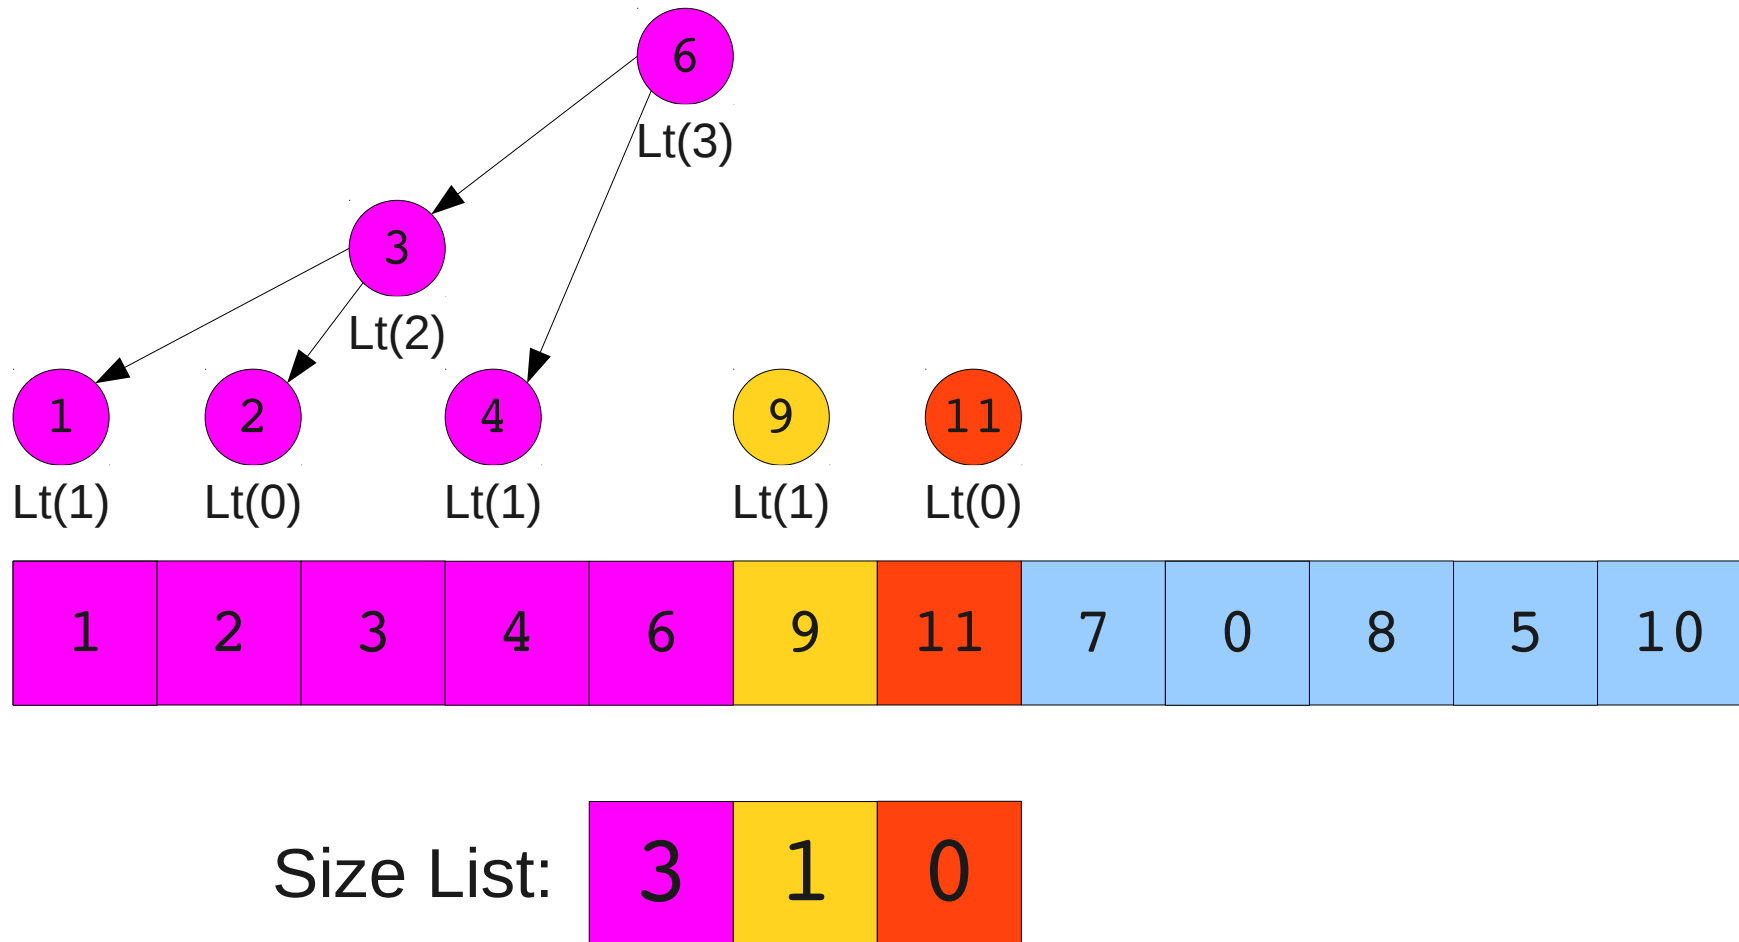 6
Lt(3)
3
Lt(2)
1 2 4 9 11
Lt(1) Lt(0) Lt(1) Lt(1) Lt(0)
1 2 3 4 6 9 11 7 0 8 5 10
Size List: 3 1 0